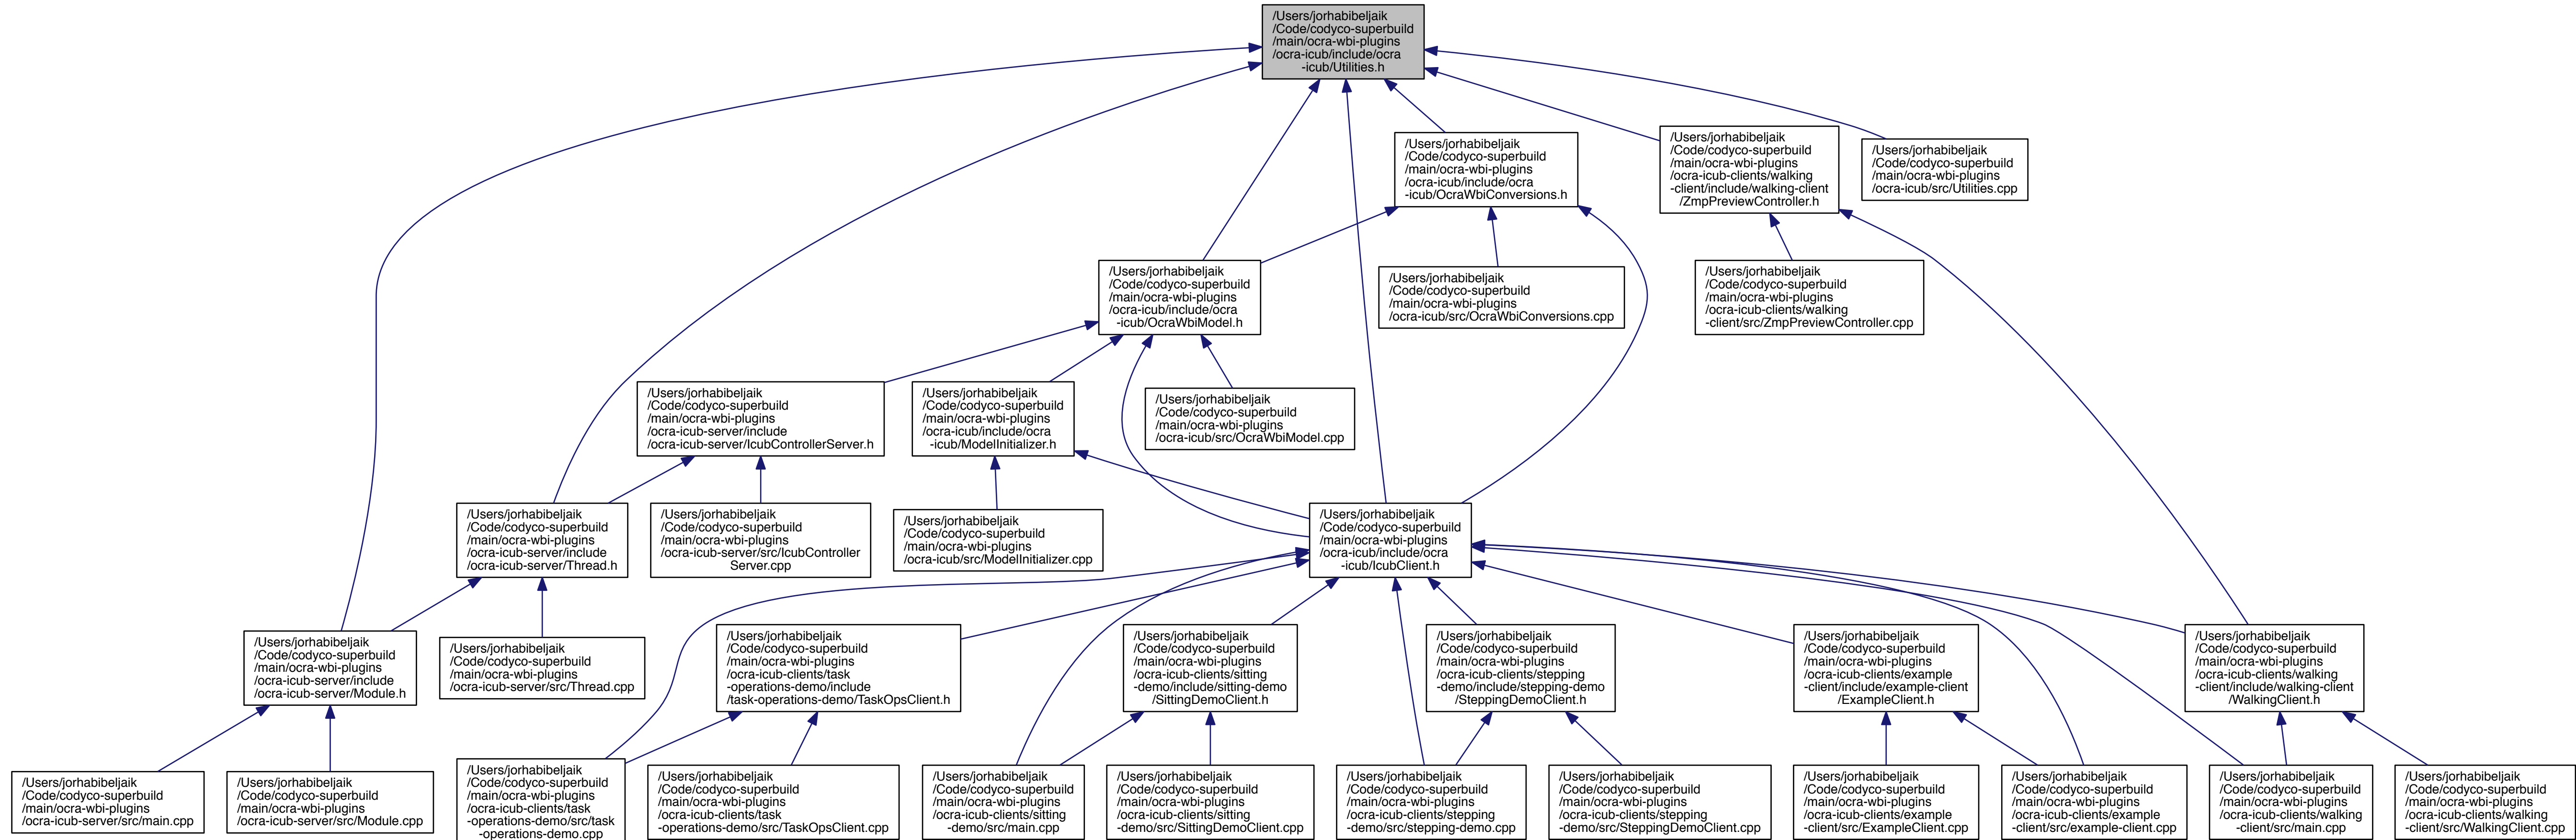 /Users/jorhabibeljaik
/Code/codyco-superbuild
/main/ocra-wbi-plugins
/ocra-icub/include/ocra
-icub/Utilities.h
/Users/jorhabibeljaik
/Code/codyco-superbuild
/main/ocra-wbi-plugins
/ocra-icub/include/ocra
-icub/OcraWbiConversions.h
/Users/jorhabibeljaik
/Code/codyco-superbuild
/main/ocra-wbi-plugins
/ocra-icub-clients/walking
-client/include/walking-client
/ZmpPreviewController.h
/Users/jorhabibeljaik
/Code/codyco-superbuild
/main/ocra-wbi-plugins
/ocra-icub/src/Utilities.cpp
/Users/jorhabibeljaik
/Code/codyco-superbuild
/main/ocra-wbi-plugins
/ocra-icub/include/ocra
-icub/OcraWbiModel.h
/Users/jorhabibeljaik
/Code/codyco-superbuild
/main/ocra-wbi-plugins
/ocra-icub/src/OcraWbiConversions.cpp
/Users/jorhabibeljaik
/Code/codyco-superbuild
/main/ocra-wbi-plugins
/ocra-icub-clients/walking
-client/src/ZmpPreviewController.cpp
/Users/jorhabibeljaik
/Code/codyco-superbuild
/main/ocra-wbi-plugins
/ocra-icub-server/include
/ocra-icub-server/IcubControllerServer.h
/Users/jorhabibeljaik
/Code/codyco-superbuild
/main/ocra-wbi-plugins
/ocra-icub/include/ocra
-icub/ModelInitializer.h
/Users/jorhabibeljaik
/Code/codyco-superbuild
/main/ocra-wbi-plugins
/ocra-icub/src/OcraWbiModel.cpp
/Users/jorhabibeljaik
/Code/codyco-superbuild
/main/ocra-wbi-plugins
/ocra-icub-server/include
/ocra-icub-server/Thread.h
/Users/jorhabibeljaik
/Code/codyco-superbuild
/main/ocra-wbi-plugins
/ocra-icub-server/src/IcubController
Server.cpp
/Users/jorhabibeljaik
/Code/codyco-superbuild
/main/ocra-wbi-plugins
/ocra-icub/src/ModelInitializer.cpp
/Users/jorhabibeljaik
/Code/codyco-superbuild
/main/ocra-wbi-plugins
/ocra-icub/include/ocra
-icub/IcubClient.h
/Users/jorhabibeljaik
/Code/codyco-superbuild
/main/ocra-wbi-plugins
/ocra-icub-server/include
/ocra-icub-server/Module.h
/Users/jorhabibeljaik
/Code/codyco-superbuild
/main/ocra-wbi-plugins
/ocra-icub-server/src/Thread.cpp
/Users/jorhabibeljaik
/Code/codyco-superbuild
/main/ocra-wbi-plugins
/ocra-icub-clients/task
-operations-demo/include
/task-operations-demo/TaskOpsClient.h
/Users/jorhabibeljaik
/Code/codyco-superbuild
/main/ocra-wbi-plugins
/ocra-icub-clients/sitting
-demo/include/sitting-demo
/SittingDemoClient.h
/Users/jorhabibeljaik
/Code/codyco-superbuild
/main/ocra-wbi-plugins
/ocra-icub-clients/stepping
-demo/include/stepping-demo
/SteppingDemoClient.h
/Users/jorhabibeljaik
/Code/codyco-superbuild
/main/ocra-wbi-plugins
/ocra-icub-clients/example
-client/include/example-client
/ExampleClient.h
/Users/jorhabibeljaik
/Code/codyco-superbuild
/main/ocra-wbi-plugins
/ocra-icub-clients/walking
-client/include/walking-client
/WalkingClient.h
/Users/jorhabibeljaik
/Code/codyco-superbuild
/main/ocra-wbi-plugins
/ocra-icub-server/src/main.cpp
/Users/jorhabibeljaik
/Code/codyco-superbuild
/main/ocra-wbi-plugins
/ocra-icub-server/src/Module.cpp
/Users/jorhabibeljaik
/Code/codyco-superbuild
/main/ocra-wbi-plugins
/ocra-icub-clients/task
-operations-demo/src/task
-operations-demo.cpp
/Users/jorhabibeljaik
/Code/codyco-superbuild
/main/ocra-wbi-plugins
/ocra-icub-clients/task
-operations-demo/src/TaskOpsClient.cpp
/Users/jorhabibeljaik
/Code/codyco-superbuild
/main/ocra-wbi-plugins
/ocra-icub-clients/sitting
-demo/src/main.cpp
/Users/jorhabibeljaik
/Code/codyco-superbuild
/main/ocra-wbi-plugins
/ocra-icub-clients/sitting
-demo/src/SittingDemoClient.cpp
/Users/jorhabibeljaik
/Code/codyco-superbuild
/main/ocra-wbi-plugins
/ocra-icub-clients/stepping
-demo/src/stepping-demo.cpp
/Users/jorhabibeljaik
/Code/codyco-superbuild
/main/ocra-wbi-plugins
/ocra-icub-clients/stepping
-demo/src/SteppingDemoClient.cpp
/Users/jorhabibeljaik
/Code/codyco-superbuild
/main/ocra-wbi-plugins
/ocra-icub-clients/example
-client/src/ExampleClient.cpp
/Users/jorhabibeljaik
/Code/codyco-superbuild
/main/ocra-wbi-plugins
/ocra-icub-clients/example
-client/src/example-client.cpp
/Users/jorhabibeljaik
/Code/codyco-superbuild
/main/ocra-wbi-plugins
/ocra-icub-clients/walking
-client/src/main.cpp
/Users/jorhabibeljaik
/Code/codyco-superbuild
/main/ocra-wbi-plugins
/ocra-icub-clients/walking
-client/src/WalkingClient.cpp